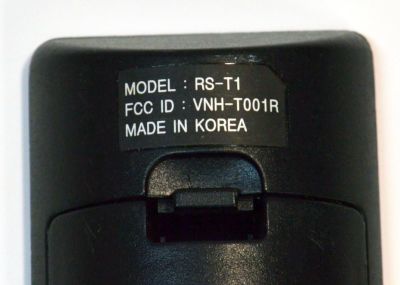 MODEL : RS-T1
FCC ID : VNH-T001R
MADE IN KOREA